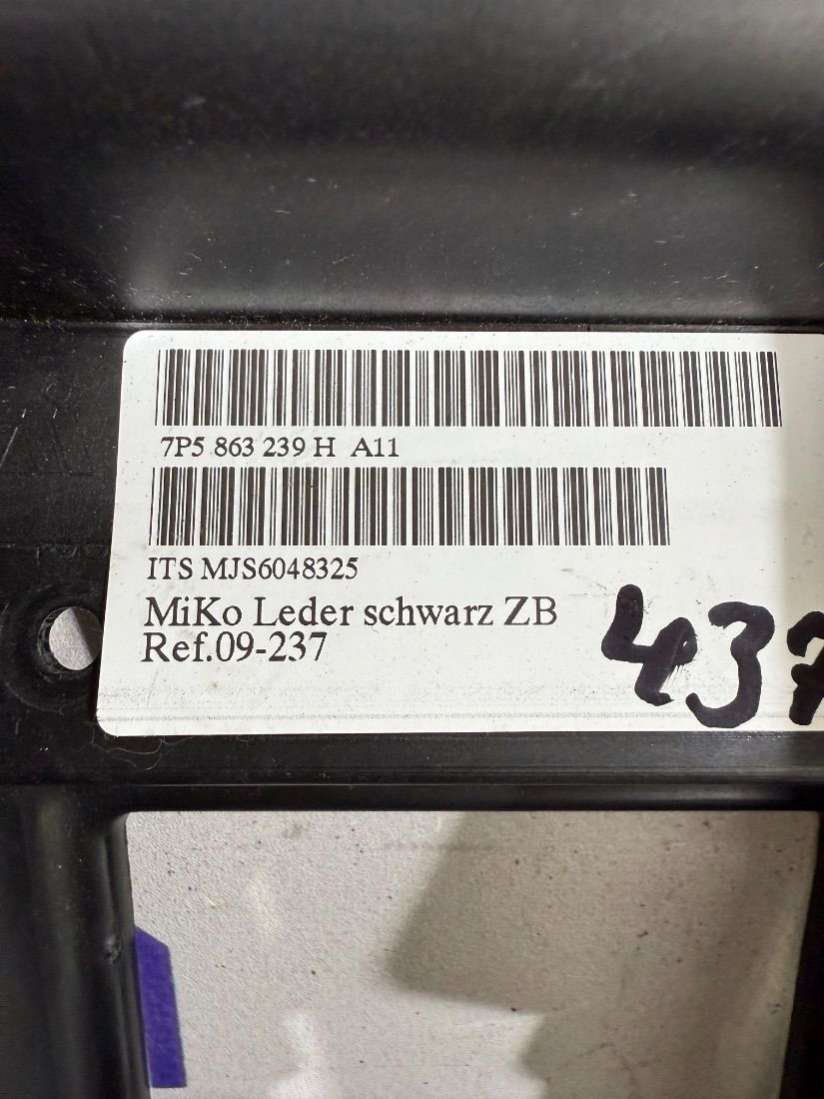 7P5 863 239 H A11
ITS MJS6048325
MiKo Leder schwarz ZB
Ref.09-237
437